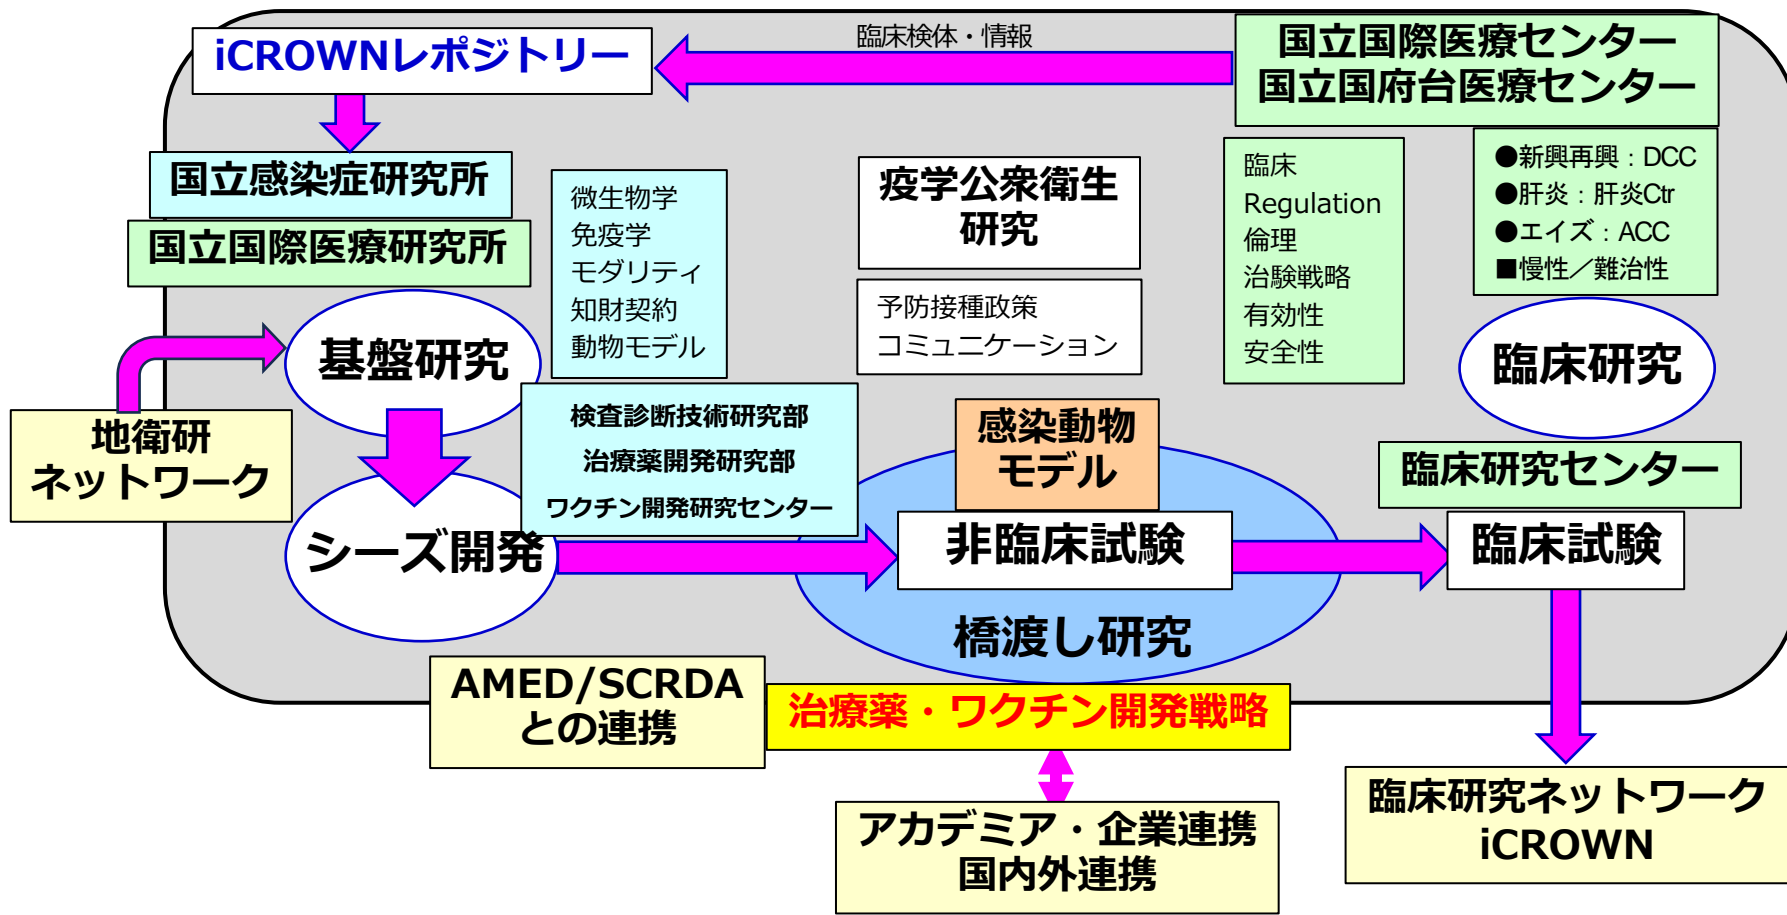 iCROWNレポジトリー
臨床検体・情報
国立国際医療センター
国立国府台医療センター
国立感染症研究所
国立国際医療研究所
微生物学
免疫学
モダリティ
知財契約
動物モデル
疫学公衆衛生
研究
予防接種政策
コミュニケーション
臨床
Regulation
倫理
治験戦略
有効性
安全性
●新興再興：DCC
●肝炎：肝炎Ctr
●エイズ：ACC
■慢性／難治性
基盤研究
臨床研究
地衛研
ネットワーク
検査診断技術研究部
治療薬開発研究部
ワクチン開発研究センター
感染動物
モデル
臨床研究センター
シーズ開発
非臨床試験
臨床試験
橋渡し研究
AMED/SCRDA
との連携
治療薬・ワクチン開発戦略
アカデミア・企業連携
国内外連携
臨床研究ネットワーク
iCROWN